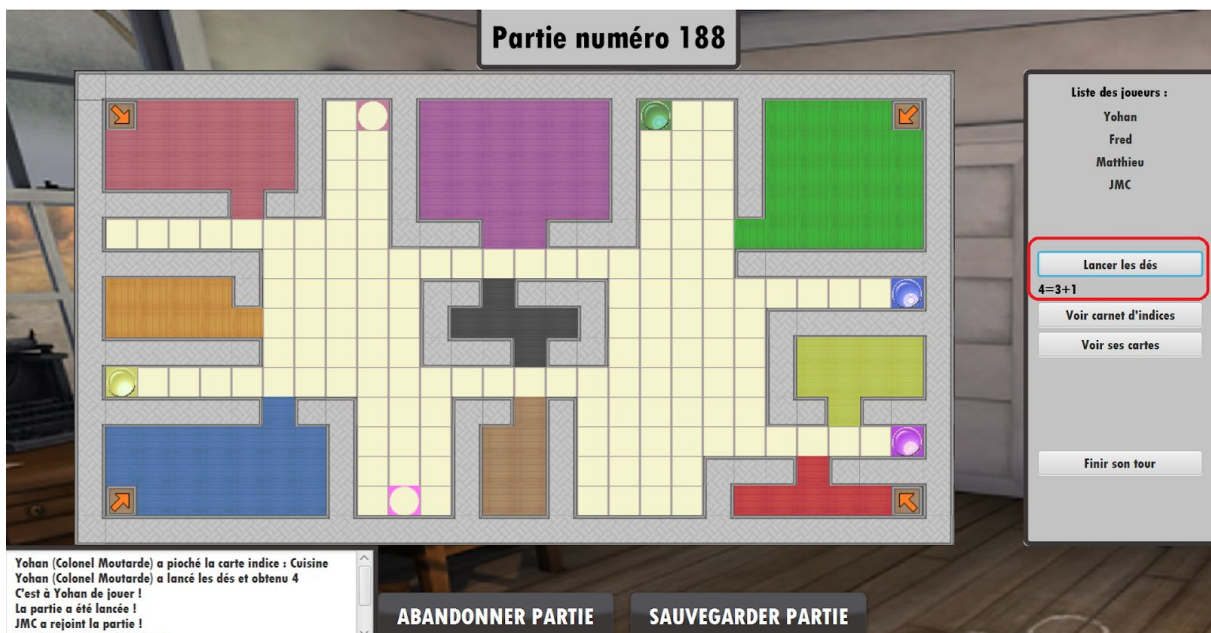 Partie numéro 188
Liste des joueurs :
Yohan
Fred
Matthieu
JMC
Lancer les dés
4=3+1
Voir carnet d'indices
Voir ses cartes
Finir son tour
Yohan (Colonel Moutarde) a pioché la carte indice : Cuisine
Yohan (Colonel Moutarde) a lancé les dés et obtenu 4
C'est à Yohan de jouer !
La partie a été lancée !
JMC a rejoint la partie !
ABANDONNER PARTIE
SAUVEGARDER PARTIE